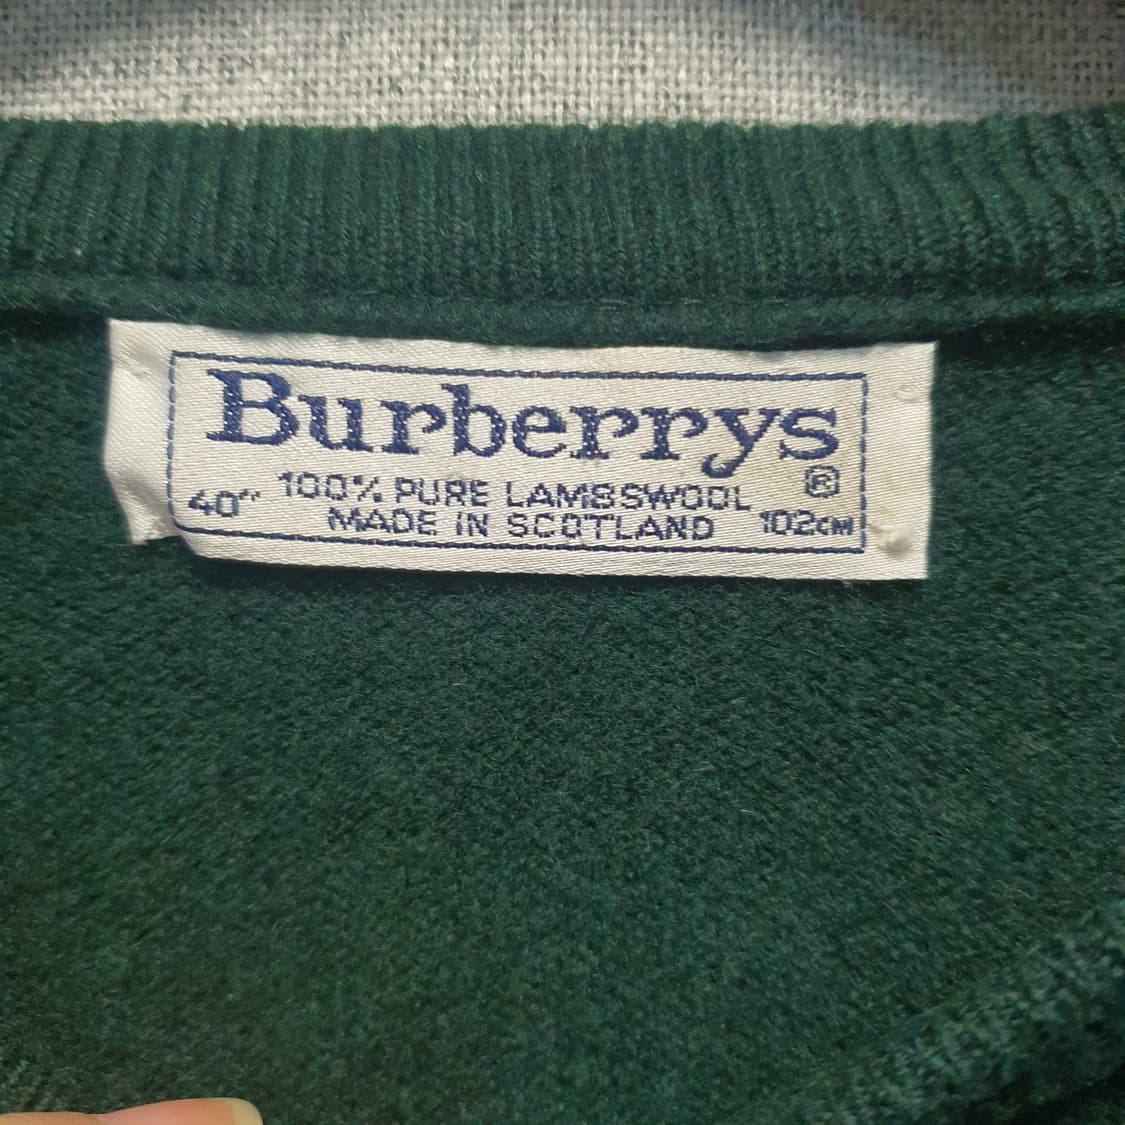 Burberrys
®
100% PURE LAMBSWOOL
40" MADE IN SCOTLAND 102CM